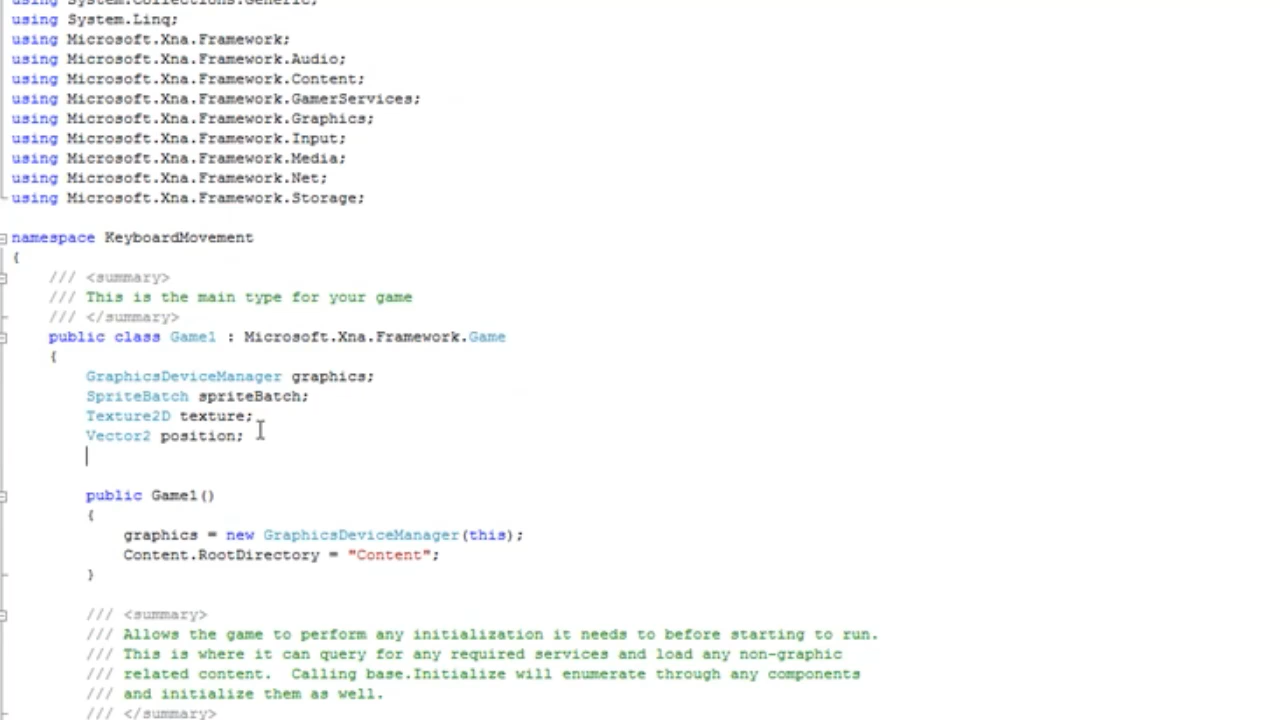 using System.Collections.Generic;
using System.Linq;
using Microsoft.Xna.Framework;
using Microsoft.Xna.Framework.Audio;
using Microsoft.Xna.Framework.Content;
using Microsoft.Xna.Framework.GamerServices;
using Microsoft.Xna.Framework.Graphics;
using Microsoft.Xna.Framework.Input;
using Microsoft.Xna.Framework.Media;
using Microsoft.Xna.Framework.Net;
using Microsoft.Xna.Framework.Storage;
namespace KeyboardMovement
{
/// <summary>
/// This is the main type for your game
/// </summary>
public class Game1 : Microsoft.Xna.Framework.Game
{
GraphicsDeviceManager graphics;
SpriteBatch spriteBatch;
Texture2D texture;
Vector2 position;
public Game1()
{
graphics = new GraphicsDeviceManager(this);
Content.RootDirectory = "Content";
}
/// <summary>
/// Allows the game to perform any initialization it needs to before starting to run.
/// This is where it can query for any required services and load any non-graphic
/// related content.  Calling base.Initialize will enumerate through any components
/// and initialize them as well.
/// </summary>